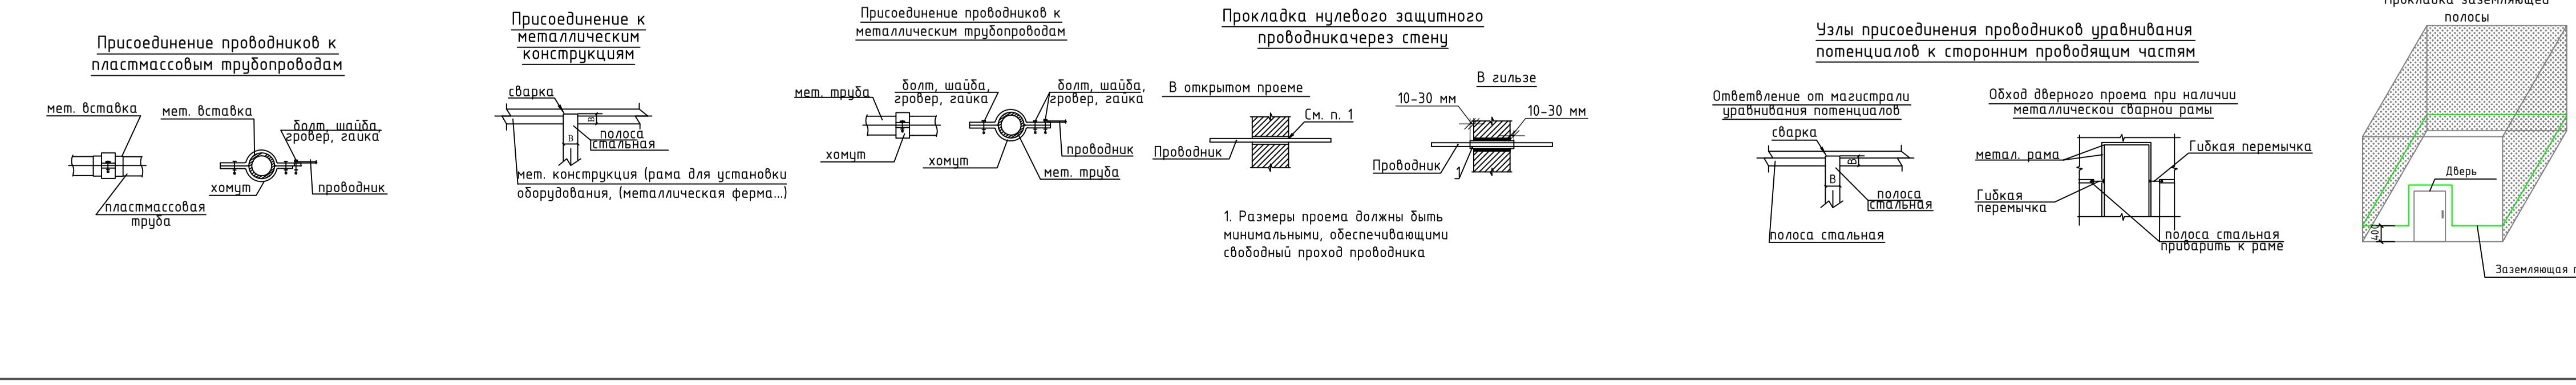 Присоединение проводников к
пластмассовым трубопроводам
мет. вставка
мет. вставка
болт, шайба,
гровер, гайка
хомут
проводник
пластмассовая
труба
Присоединение к
металлическим
конструкциям
сварка
В
В
полоса
стальная
мет. конструкция (рама для установки
оборудования, (металлическая ферма...)
Присоединение проводников к
металлическим трубопроводам
мет. труба
болт, шайба,
гровер, гайка
болт, шайба,
гровер, гайка
хомут
хомут
проводник
мет. труба
Прокладка нулевого защитного
проводникачерез стену
В открытом проеме
См. п. 1
Проводник
В гильзе
10-30 мм
10-30 мм
Проводник
1
1. Размеры проема должны быть
минимальными, обеспечивающими
свободный проход проводника
Узлы присоединения проводников уравнивания
потенциалов к сторонним проводящим частям
Ответвление от магистрали
уравнивания потенциалов
сварка
В
В
полоса
стальная
полоса стальная
Обход дверного проема при наличии
металлической сварной рамы
метал. рама
Гибкая перемычка
Гибкая
перемычка
полоса стальная
приварить к раме
Прокладка заземляющей
полосы
Дверь
400
Заземляющая